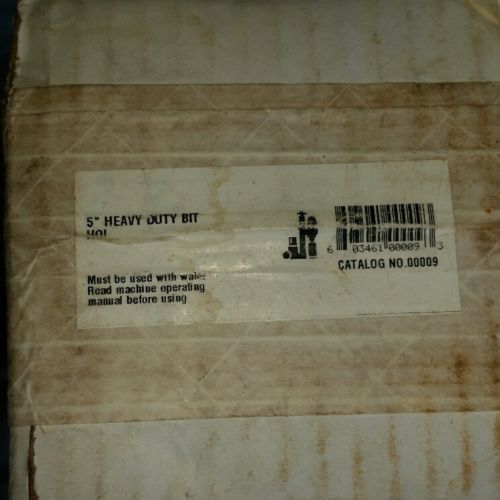 5" HEAVY DUTY BIT
Must be used with water
Read machine operating
manual before using
6 03461 00009 3
CATALOG NO.00009